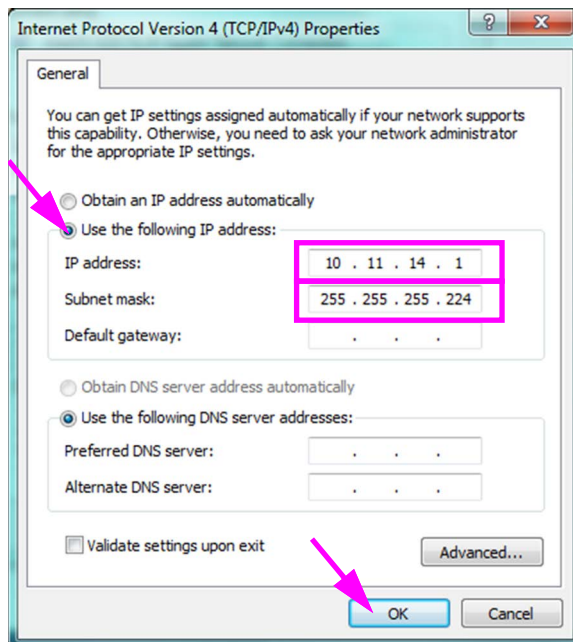 Internet Protocol Version 4 (TCP/IPv4) Properties
General
You can get IP settings assigned automatically if your network supports
this capability. Otherwise, you need to ask your network administrator
for the appropriate IP settings.
Obtain an IP address automatically
Use the following IP address:
IP address: 10 . 11 . 14 . 1
Subnet mask: 255 . 255 . 255 . 224
Default gateway: . . .
Obtain DNS server address automatically
Use the following DNS server addresses:
Preferred DNS server: . . .
Alternate DNS server: . . .
Validate settings upon exit
Advanced...
OK Cancel